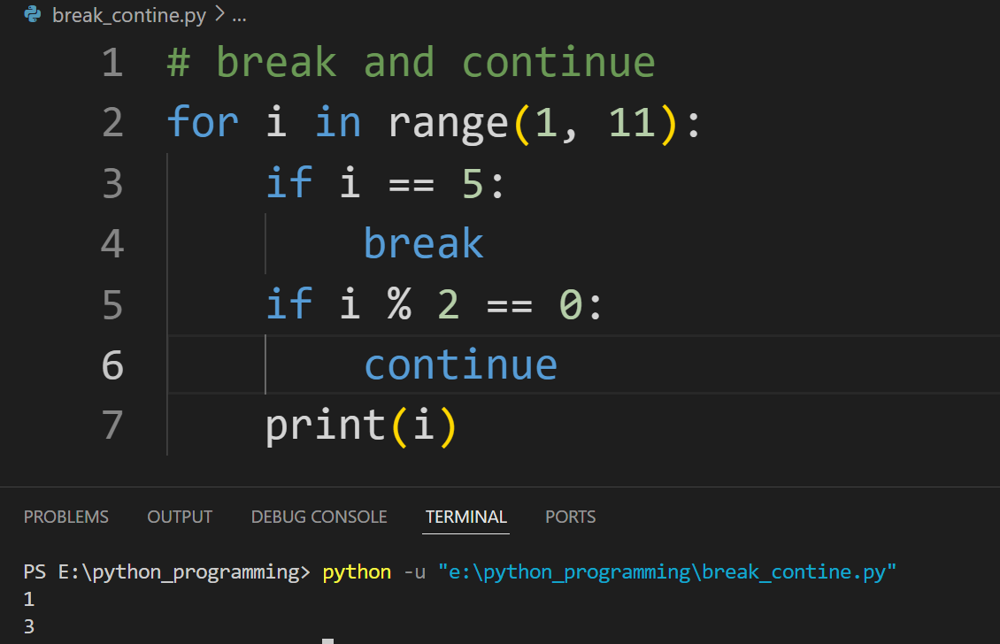 break_contine.py > ...
1 # break and continue
2 for i in range(1, 11):
3     if i == 5:
4         break
5     if i % 2 == 0:
6         continue
7     print(i)
PROBLEMS OUTPUT DEBUG CONSOLE TERMINAL PORTS
PS E:\python_programming> python -u "e:\python_programming\break_contine.py"
1
3